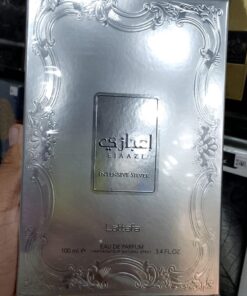 إعجازي
EJAAZI
INTENSIVE SILVER
Lattafa
EAU DE PARFUM
100 ml ℮ 3.4 FL.OZ